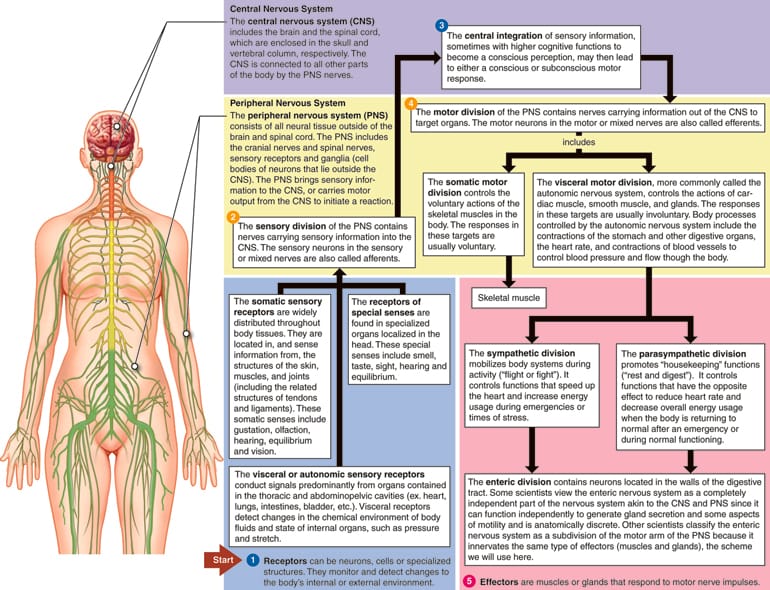 Central Nervous System
The central nervous system (CNS)
includes the brain and the spinal cord,
which are enclosed in the skull and
vertebral column, respectively. The
CNS is connected to all other parts
of the body by the PNS nerves.
3
The central integration of sensory information,
sometimes with higher cognitive functions to
become a conscious perception, may then lead
to either a conscious or subconscious motor
response.
Peripheral Nervous System
The peripheral nervous system (PNS)
consists of all neural tissue outside of the
brain and spinal cord. The PNS includes
the cranial nerves and spinal nerves,
sensory receptors and ganglia (cell
bodies of neurons that lie outside the
CNS). The PNS brings sensory infor-
mation to the CNS, or carries motor
output from the CNS to initiate a reaction.
4
The motor division of the PNS contains nerves carrying information out of the CNS to
target organs. The motor neurons in the motor or mixed nerves are also called efferents.
includes
The somatic motor
division controls the
voluntary actions of the
skeletal muscles in the
body. The responses in
these targets are
usually voluntary.
The visceral motor division, more commonly called the
autonomic nervous system, controls the actions of car-
diac muscle, smooth muscle, and glands. The responses
in these targets are usually involuntary. Body processes
controlled by the autonomic nervous system include the
contractions of the stomach and other digestive organs,
the heart rate, and contractions of blood vessels to
control blood pressure and flow though the body.
2
The sensory division of the PNS contains
nerves carrying sensory information into the
CNS. The sensory neurons in the sensory
or mixed nerves are also called afferents.
Skeletal muscle
The somatic sensory
receptors are widely
distributed throughout
body tissues. They are
located in, and sense
information from, the
structures of the skin,
muscles, and joints
(including the related
structures of tendons
and ligaments). These
somatic senses include
gustation, olfaction,
hearing, equilibrium
and vision.
The receptors of
special senses are
found in specialized
organs localized in the
head. These special
senses include smell,
taste, sight, hearing and
equilibrium.
The sympathetic division
mobilizes body systems during
activity ("flight or fight"). It
controls functions that speed up
the heart and increase energy
usage during emergencies or
times of stress.
The parasympathetic division
promotes "housekeeping" functions
("rest and digest"). It controls
functions that have the opposite
effect to reduce heart rate and
decrease overall energy usage
when the body is returning to
normal after an emergency or
during normal functioning.
The visceral or autonomic sensory receptors
conduct signals predominantly from organs contained
in the thoracic and abdominopelvic cavities (ex. heart,
lungs, intestines, bladder, etc.). Visceral receptors
detect changes in the chemical environment of body
fluids and state of internal organs, such as pressure
and stretch.
The enteric division contains neurons located in the walls of the digestive
tract. Some scientists view the enteric nervous system as a completely
independent part of the nervous system akin to the CNS and PNS since it
can function independently to generate gland secretion and some aspects
of motility and is anatomically discrete. Other scientists classify the enteric
nervous system as a subdivision of the motor arm of the PNS because it
innervates the same type of effectors (muscles and glands), the scheme
we will use here.
Start
1 Receptors can be neurons, cells or specialized
structures. They monitor and detect changes to
the body's internal or external environment.
5 Effectors are muscles or glands that respond to motor nerve impulses.